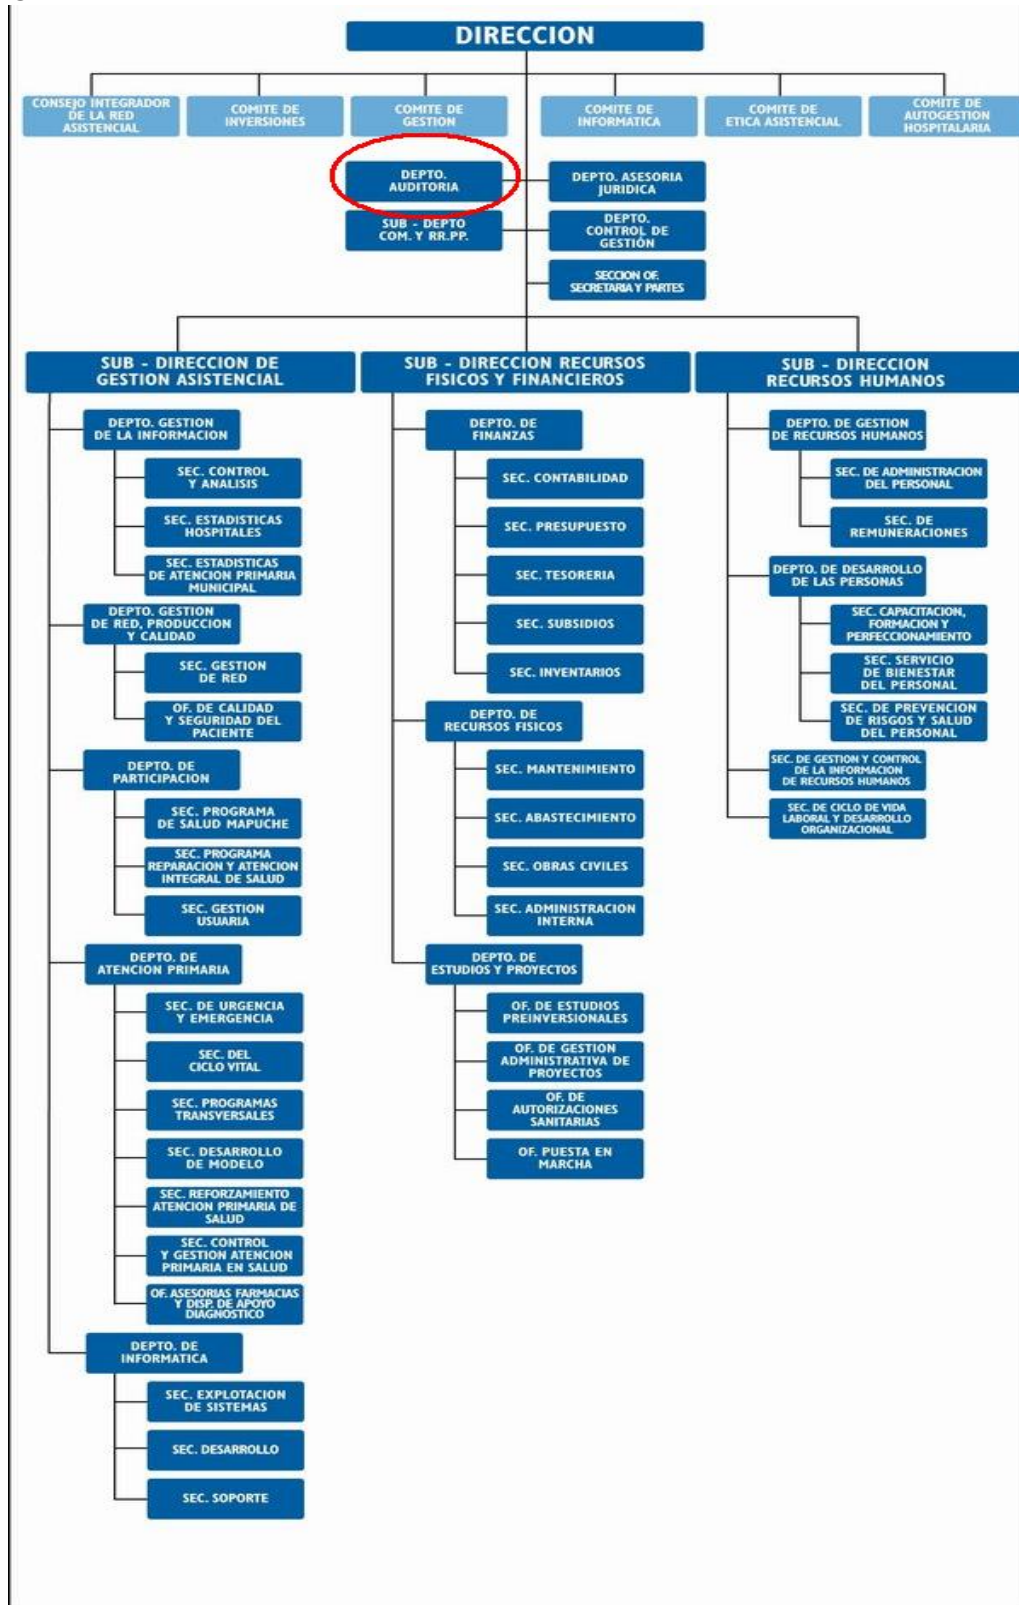 DIRECCION
CONSEJO INTEGRADOR
DE LA RED
ASISTENCIAL
COMITE DE
INVERSIONES
COMITE DE
GESTION
COMITE DE
INFORMATICA
COMITE DE
ETICA ASISTENCIAL
COMITE DE
AUTOGESTION
HOSPITALARIA
DEPTO.
AUDITORIA
DEPTO. ASESORIA
JURIDICA
SUB - DEPTO
COM. Y RR.PP.
DEPTO.
CONTROL DE
GESTIÓN
SECCION OF.
SECRETARIA Y PARTES
SUB - DIRECCION DE
GESTION ASISTENCIAL
DEPTO. GESTION
DE LA INFORMACION
SEC. CONTROL
Y ANALISIS
SEC. ESTADISTICAS
HOSPITALES
SEC. ESTADISTICAS
DE ATENCION PRIMARIA
MUNICIPAL
DEPTO. GESTION
DE RED, PRODUCCION
Y CALIDAD
SEC. GESTION
DE RED
OF. DE CALIDAD
Y SEGURIDAD DEL
PACIENTE
DEPTO. DE
PARTICIPACION
SEC. PROGRAMA
DE SALUD MAPUCHE
SEC. PROGRAMA
REPARACION Y ATENCION
INTEGRAL DE SALUD
SEC. GESTION
USUARIA
DEPTO. DE
ATENCION PRIMARIA
SEC. DE URGENCIA
Y EMERGENCIA
SEC. DEL
CICLO VITAL
SEC. PROGRAMAS
TRANSVERSALES
SEC. DESARROLLO
DE MODELO
SEC. REFORZAMIENTO
ATENCION PRIMARIA DE
SALUD
SEC. CONTROL
Y GESTION ATENCION
PRIMARIA EN SALUD
OF. ASESORIAS FARMACIAS
Y DISP. DE APOYO
DIAGNOSTICO
DEPTO. DE
INFORMATICA
SEC. EXPLOTACION
DE SISTEMAS
SEC. DESARROLLO
SEC. SOPORTE
SUB - DIRECCION RECURSOS
FISICOS Y FINANCIEROS
DEPTO. DE
FINANZAS
SEC. CONTABILIDAD
SEC. PRESUPUESTO
SEC. TESORERIA
SEC. SUBSIDIOS
SEC. INVENTARIOS
DEPTO. DE
RECURSOS FISICOS
SEC. MANTENIMIENTO
SEC. ABASTECIMIENTO
SEC. OBRAS CIVILES
SEC. ADMINISTRACION
INTERNA
DEPTO. DE
ESTUDIOS Y PROYECTOS
OF. DE ESTUDIOS
PREINVERSIONALES
OF. DE GESTION
ADMINISTRATIVA DE
PROYECTOS
OF. DE
AUTORIZACIONES
SANITARIAS
OF. PUESTA EN
MARCHA
SUB - DIRECCION
RECURSOS HUMANOS
DEPTO. DE GESTION
DE RECURSOS HUMANOS
SEC. DE ADMINISTRACION
DEL PERSONAL
SEC. DE
REMUNERACIONES
DEPTO. DE DESARROLLO
DE LAS PERSONAS
SEC. CAPACITACION,
FORMACION Y
PERFECCIONAMIENTO
SEC. SERVICIO
DE BIENESTAR
DEL PERSONAL
SEC. DE PREVENCION
DE RISGOS Y SALUD
DEL PERSONAL
SEC. DE GESTION Y CONTROL
DE LA INFORMACION
DE RECURSOS HUMANOS
SEC. DE CICLO DE VIDA
LABORAL Y DESARROLLO
ORGANIZACIONAL